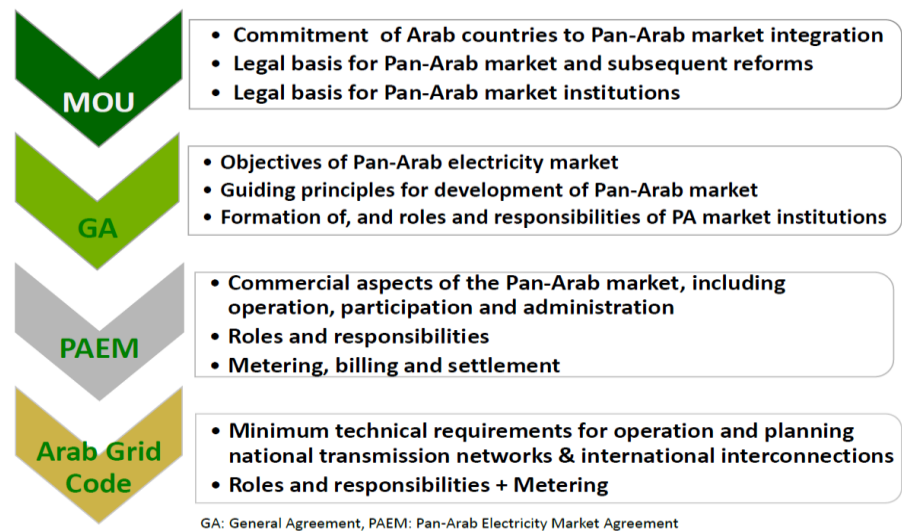 MOU
• Commitment of Arab countries to Pan-Arab market integration
• Legal basis for Pan-Arab market and subsequent reforms
• Legal basis for Pan-Arab market institutions
GA
• Objectives of Pan-Arab electricity market
• Guiding principles for development of Pan-Arab market
• Formation of, and roles and responsibilities of PA market institutions
PAEM
• Commercial aspects of the Pan-Arab market, including
operation, participation and administration
• Roles and responsibilities
• Metering, billing and settlement
Arab Grid
Code
• Minimum technical requirements for operation and planning
national transmission networks & international interconnections
• Roles and responsibilities + Metering
GA: General Agreement, PAEM: Pan-Arab Electricity Market Agreement